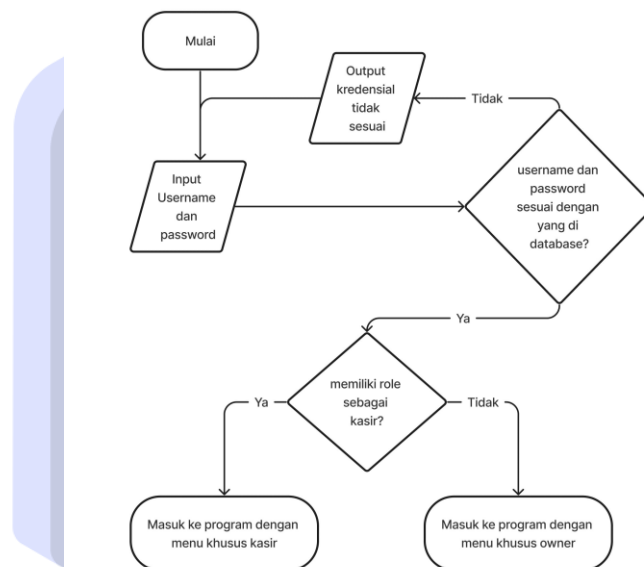 Mulai
Output
kredensial
tidak
sesuai
Tidak
Input
Username
dan
password
username dan
password
sesuai dengan
yang di
database?
Ya
memiliki role
sebagai
kasir?
Ya
Tidak
Masuk ke program dengan
menu khusus kasir
Masuk ke program dengan
menu khusus owner